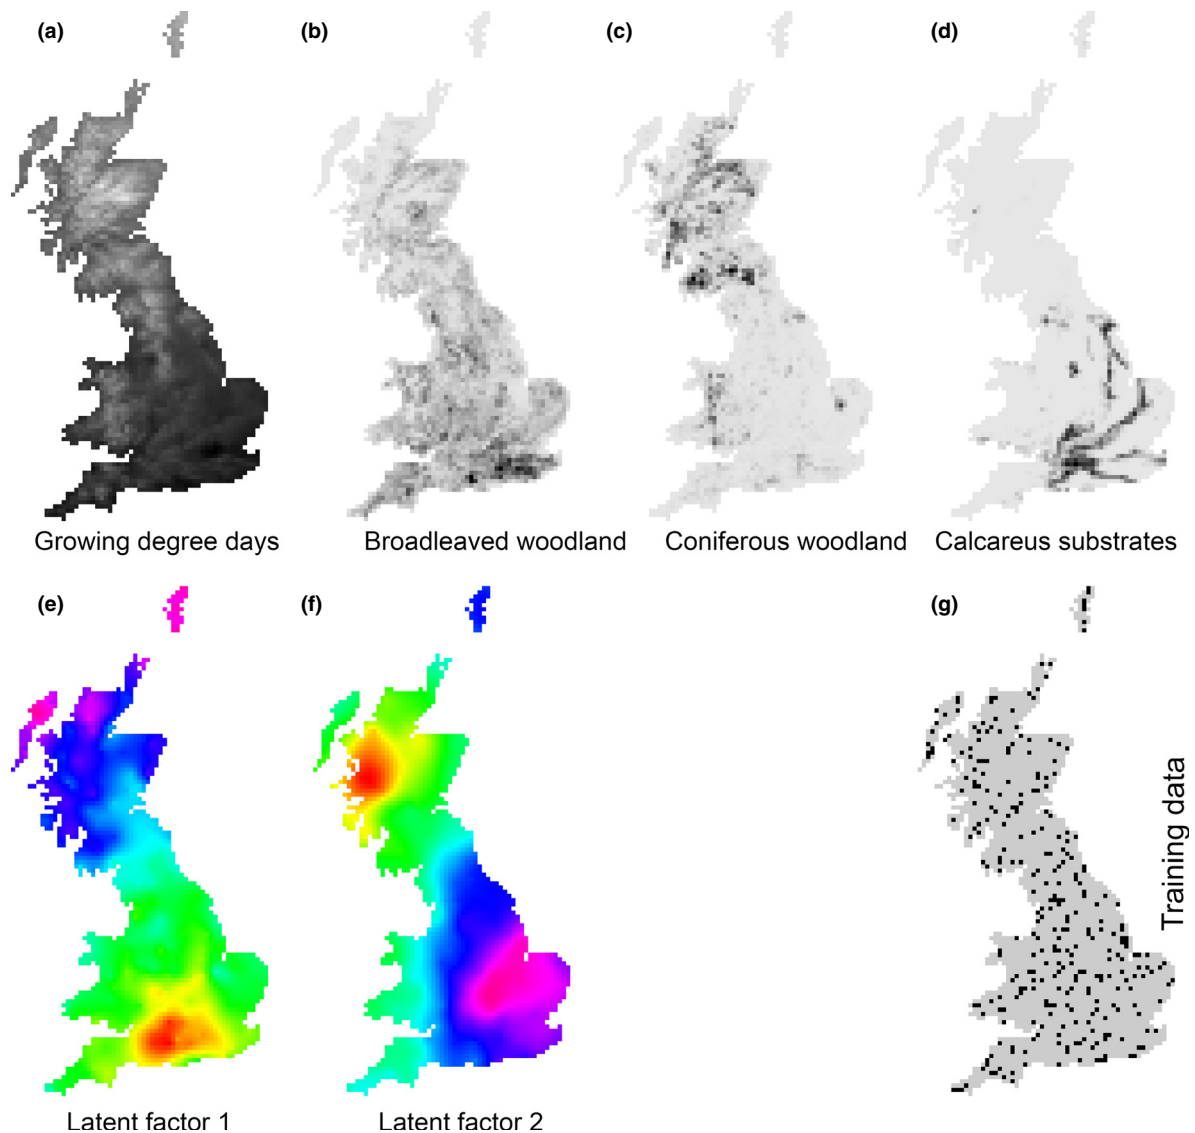 (a)
(b)
(c)
(d)
Growing degree days
Broadleaved woodland
Coniferous woodland
Calcareus substrates
(e)
(f)
(g)
Training data
Latent factor 1
Latent factor 2